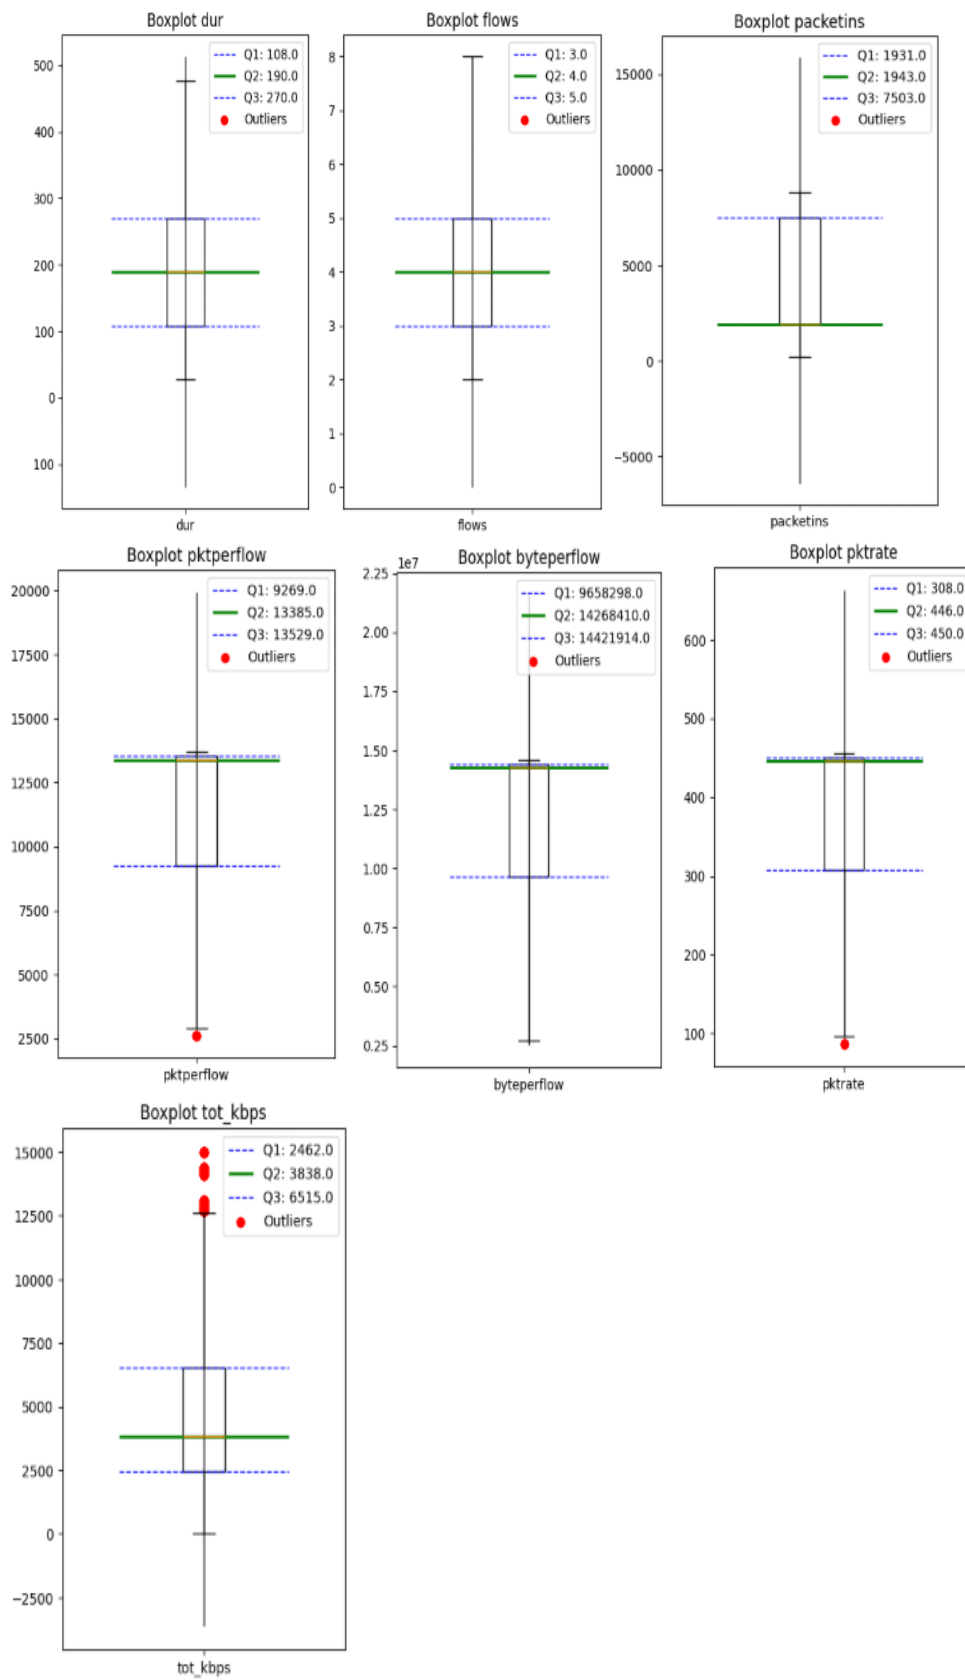 Boxplot dur
Q1: 108.0
Q2: 190.0
Q3: 270.0
Outliers
500
400
300
200
100
0
100
dur
Boxplot flows
Q1: 3.0
Q2: 4.0
Q3: 5.0
Outliers
8
7
6
5
4
3
2
1
0
flows
Boxplot packetins
Q1: 1931.0
Q2: 1943.0
Q3: 7503.0
Outliers
15000
10000
5000
0
−5000
packetins
Boxplot pktperflow
Q1: 9269.0
Q2: 13385.0
Q3: 13529.0
Outliers
20000
17500
15000
12500
10000
7500
5000
2500
pktperflow
Boxplot byteperflow
1e7
Q1: 9658298.0
Q2: 14268410.0
Q3: 14421914.0
Outliers
2.25
2.00
1.75
1.50
1.25
1.00
0.75
0.50
0.25
byteperflow
Boxplot pktrate
Q1: 308.0
Q2: 446.0
Q3: 450.0
Outliers
600
500
400
300
200
100
pktrate
Boxplot tot_kbps
Q1: 2462.0
Q2: 3838.0
Q3: 6515.0
Outliers
15000
12500
10000
7500
5000
2500
0
−2500
tot_kbps